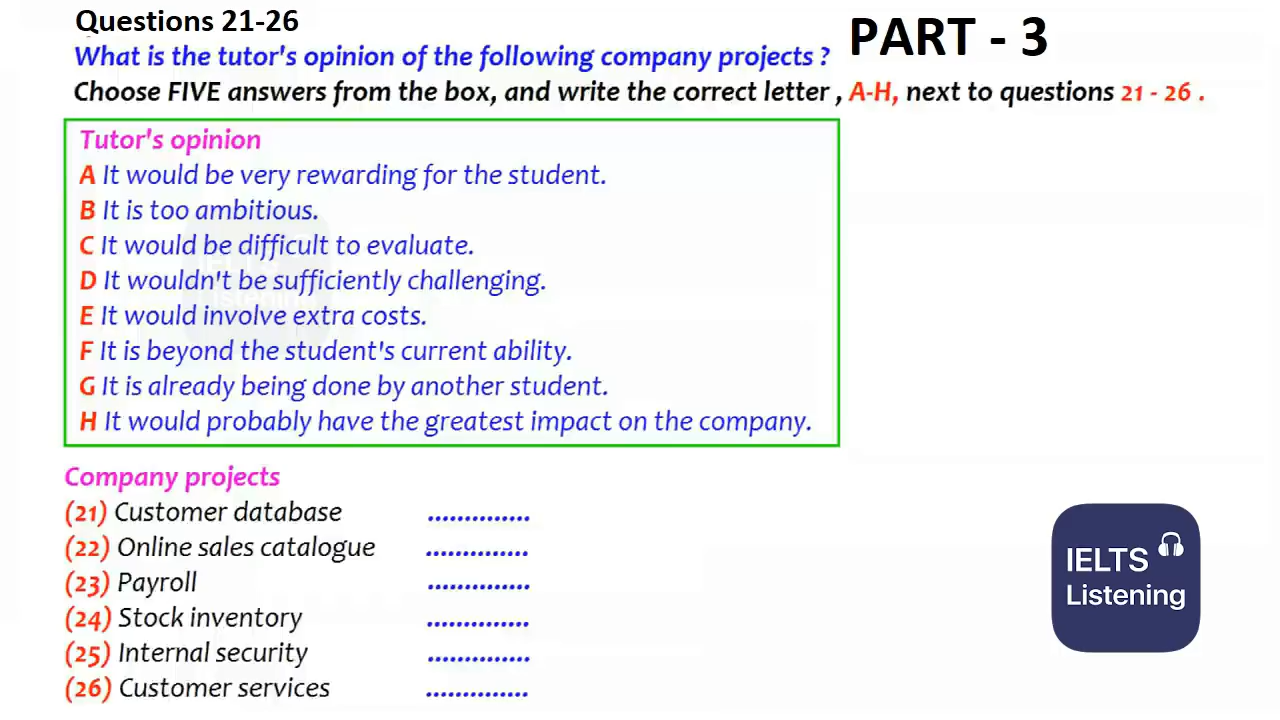 Questions 21-26
PART - 3
What is the tutor's opinion of the following company projects ?
Choose FIVE answers from the box, and write the correct letter , A-H, next to questions 21 - 26 .
Tutor's opinion
A It would be very rewarding for the student.
B It is too ambitious.
C It would be difficult to evaluate.
D It wouldn't be sufficiently challenging.
E It would involve extra costs.
F It is beyond the student's current ability.
G It is already being done by another student.
H It would probably have the greatest impact on the company.
Company projects
(21) Customer database ..............
(22) Online sales catalogue ..............
(23) Payroll ..............
(24) Stock inventory ..............
(25) Internal security ..............
(26) Customer services ..............
IELTS
Listening